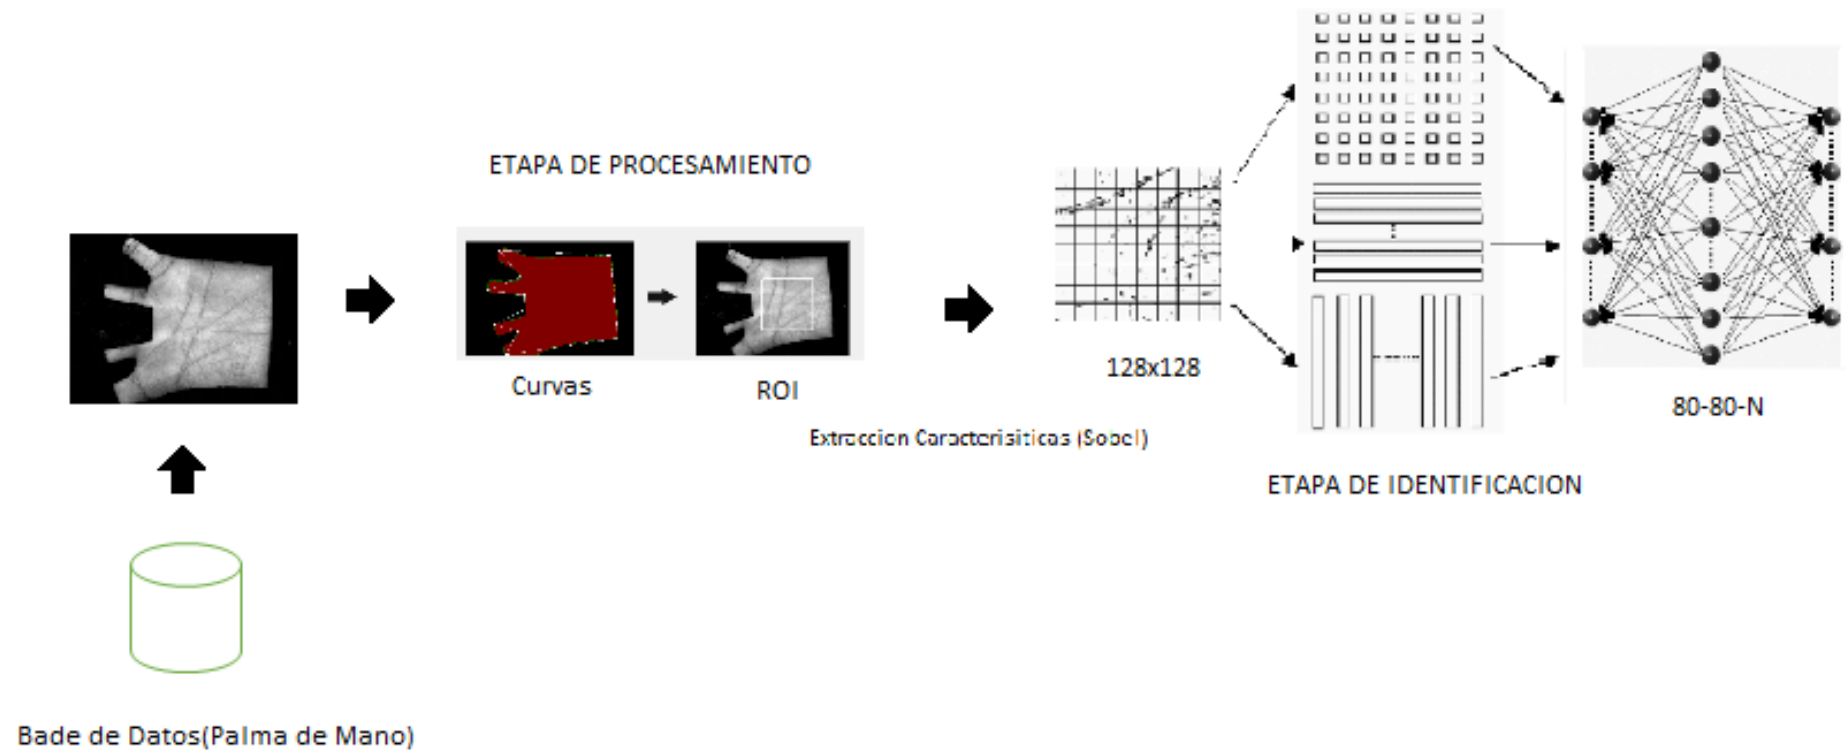 ETAPA DE PROCESAMIENTO
Curvas
ROI
128x128
Extraccion Caracterisiticas (Sobel)
80-80-N
ETAPA DE IDENTIFICACION
Bade de Datos(Palma de Mano)